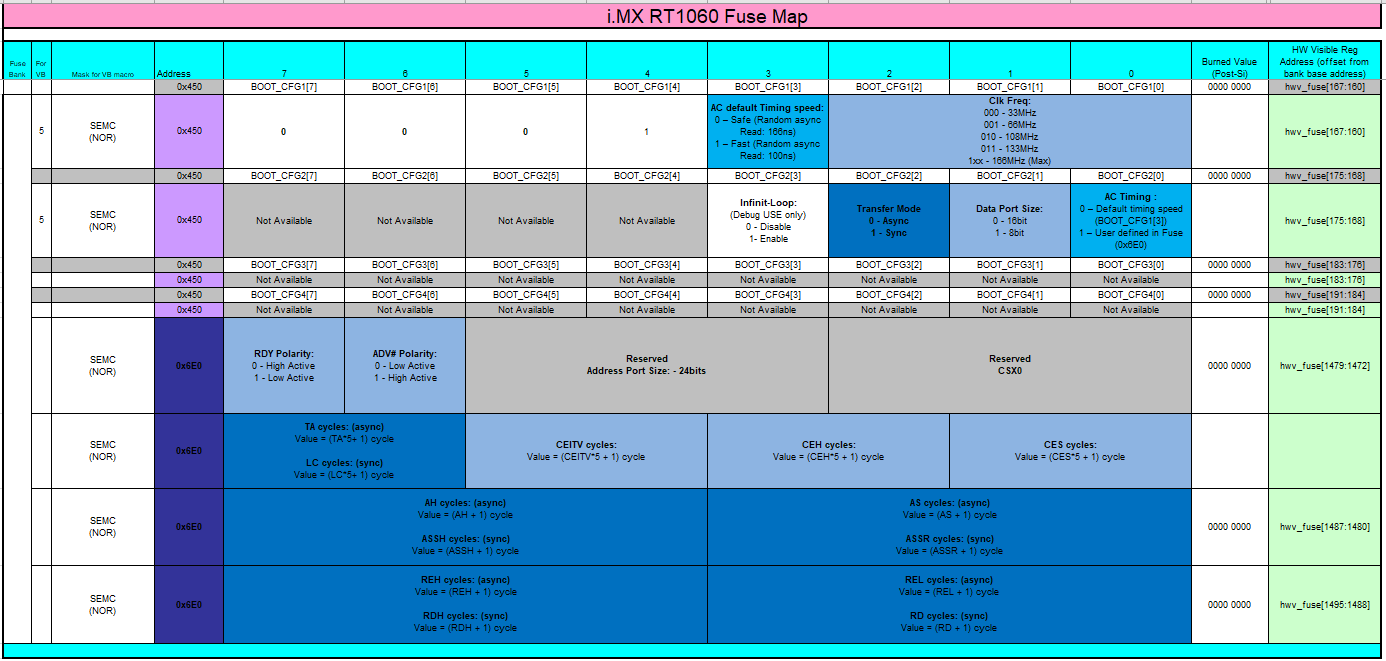 i.MX RT1060 Fuse Map
Fuse Bank For VB Mask for VB macro Address 7 6 5 4 3 2 1 0 Burned Value (Post-Si) HW Visible Reg Address (offset from bank base address)
0x450 BOOT_CFG1[7] BOOT_CFG1[6] BOOT_CFG1[5] BOOT_CFG1[4] BOOT_CFG1[3] BOOT_CFG1[2] BOOT_CFG1[1] BOOT_CFG1[0] 0000 0000 hwv_fuse[167:160]
5
SEMC
(NOR)
0x450
0
0
0
1
AC default Timing speed:
0 – Safe (Random async
Read: 166ns)
1 – Fast (Random async
Read: 100ns)
Clk Freq:
000 - 33MHz
001 - 66MHz
010 - 108MHz
011 - 133MHz
1xx - 166MHz (Max)
hwv_fuse[167:160]
0x450 BOOT_CFG2[7] BOOT_CFG2[6] BOOT_CFG2[5] BOOT_CFG2[4] BOOT_CFG2[3] BOOT_CFG2[2] BOOT_CFG2[1] BOOT_CFG2[0] 0000 0000 hwv_fuse[175:168]
5
SEMC
(NOR)
0x450
Not Available
Not Available
Not Available
Not Available
Infinit-Loop:
(Debug USE only)
0 - Disable
1- Enable
Transfer Mode
0 - Async
1 - Sync
Data Port Size:
0 - 16bit
1 - 8bit
AC Timing :
0 – Default timing speed
(BOOT_CFG1[3])
1 – User defined in Fuse
(0x6E0)
hwv_fuse[175:168]
0x450 BOOT_CFG3[7] BOOT_CFG3[6] BOOT_CFG3[5] BOOT_CFG3[4] BOOT_CFG3[3] BOOT_CFG3[2] BOOT_CFG3[1] BOOT_CFG3[0] 0000 0000 hwv_fuse[183:176]
0x450 Not Available Not Available Not Available Not Available Not Available Not Available Not Available Not Available hwv_fuse[183:176]
0x450 BOOT_CFG4[7] BOOT_CFG4[6] BOOT_CFG4[5] BOOT_CFG4[4] BOOT_CFG4[3] BOOT_CFG4[2] BOOT_CFG4[1] BOOT_CFG4[0] 0000 0000 hwv_fuse[191:184]
0x450 Not Available Not Available Not Available Not Available Not Available Not Available Not Available Not Available hwv_fuse[191:184]
SEMC
(NOR)
0x6E0
RDY Polarity:
0 - High Active
1 - Low Active
ADV# Polarity:
0 - Low Active
1 - High Active
Reserved
Address Port Size: - 24bits
Reserved
CSX0
0000 0000
hwv_fuse[1479:1472]
SEMC
(NOR)
0x6E0
TA cycles: (async)
Value = (TA*5+ 1) cycle
LC cycles: (sync)
Value = (LC*5+ 1) cycle
CEITV cycles:
Value = (CEITV*5 + 1) cycle
CEH cycles:
Value = (CEH*5 + 1) cycle
CES cycles:
Value = (CES*5 + 1) cycle
SEMC
(NOR)
0x6E0
AH cycles: (async)
Value = (AH + 1) cycle
ASSH cycles: (sync)
Value = (ASSH + 1) cycle
AS cycles: (async)
Value = (AS + 1) cycle
ASSR cycles: (sync)
Value = (ASSR + 1) cycle
0000 0000
hwv_fuse[1487:1480]
SEMC
(NOR)
0x6E0
REH cycles: (async)
Value = (REH + 1) cycle
RDH cycles: (sync)
Value = (RDH + 1) cycle
REL cycles: (async)
Value = (REL + 1) cycle
RD cycles: (sync)
Value = (RD + 1) cycle
0000 0000
hwv_fuse[1495:1488]